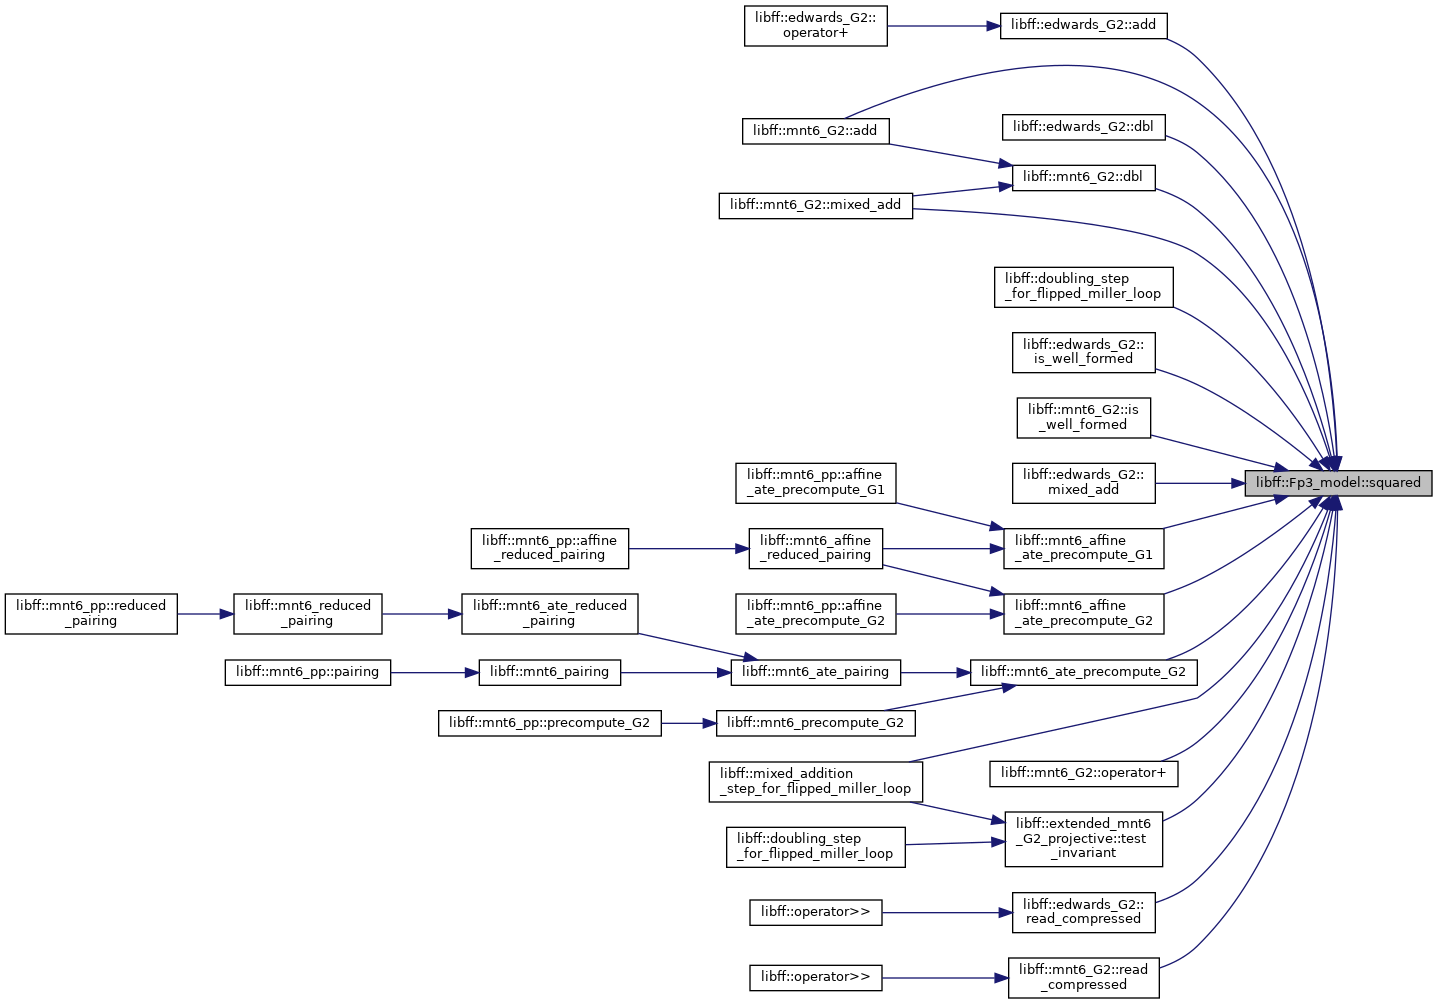 libff::edwards_G2::
operator+
libff::edwards_G2::add
libff::mnt6_G2::add
libff::edwards_G2::dbl
libff::mnt6_G2::dbl
libff::mnt6_G2::mixed_add
libff::doubling_step
_for_flipped_miller_loop
libff::edwards_G2::
is_well_formed
libff::mnt6_G2::is
_well_formed
libff::edwards_G2::
mixed_add
libff::Fp3_model::squared
libff::mnt6_pp::affine
_ate_precompute_G1
libff::mnt6_pp::affine
_reduced_pairing
libff::mnt6_affine
_reduced_pairing
libff::mnt6_affine
_ate_precompute_G1
libff::mnt6_pp::reduced
_pairing
libff::mnt6_reduced
_pairing
libff::mnt6_ate_reduced
_pairing
libff::mnt6_pp::affine
_ate_precompute_G2
libff::mnt6_affine
_ate_precompute_G2
libff::mnt6_pp::pairing
libff::mnt6_pairing
libff::mnt6_ate_pairing
libff::mnt6_ate_precompute_G2
libff::mnt6_pp::precompute_G2
libff::mnt6_precompute_G2
libff::mixed_addition
_step_for_flipped_miller_loop
libff::mnt6_G2::operator+
libff::doubling_step
_for_flipped_miller_loop
libff::extended_mnt6
_G2_projective::test
_invariant
libff::operator>>
libff::edwards_G2::
read_compressed
libff::operator>>
libff::mnt6_G2::read
_compressed